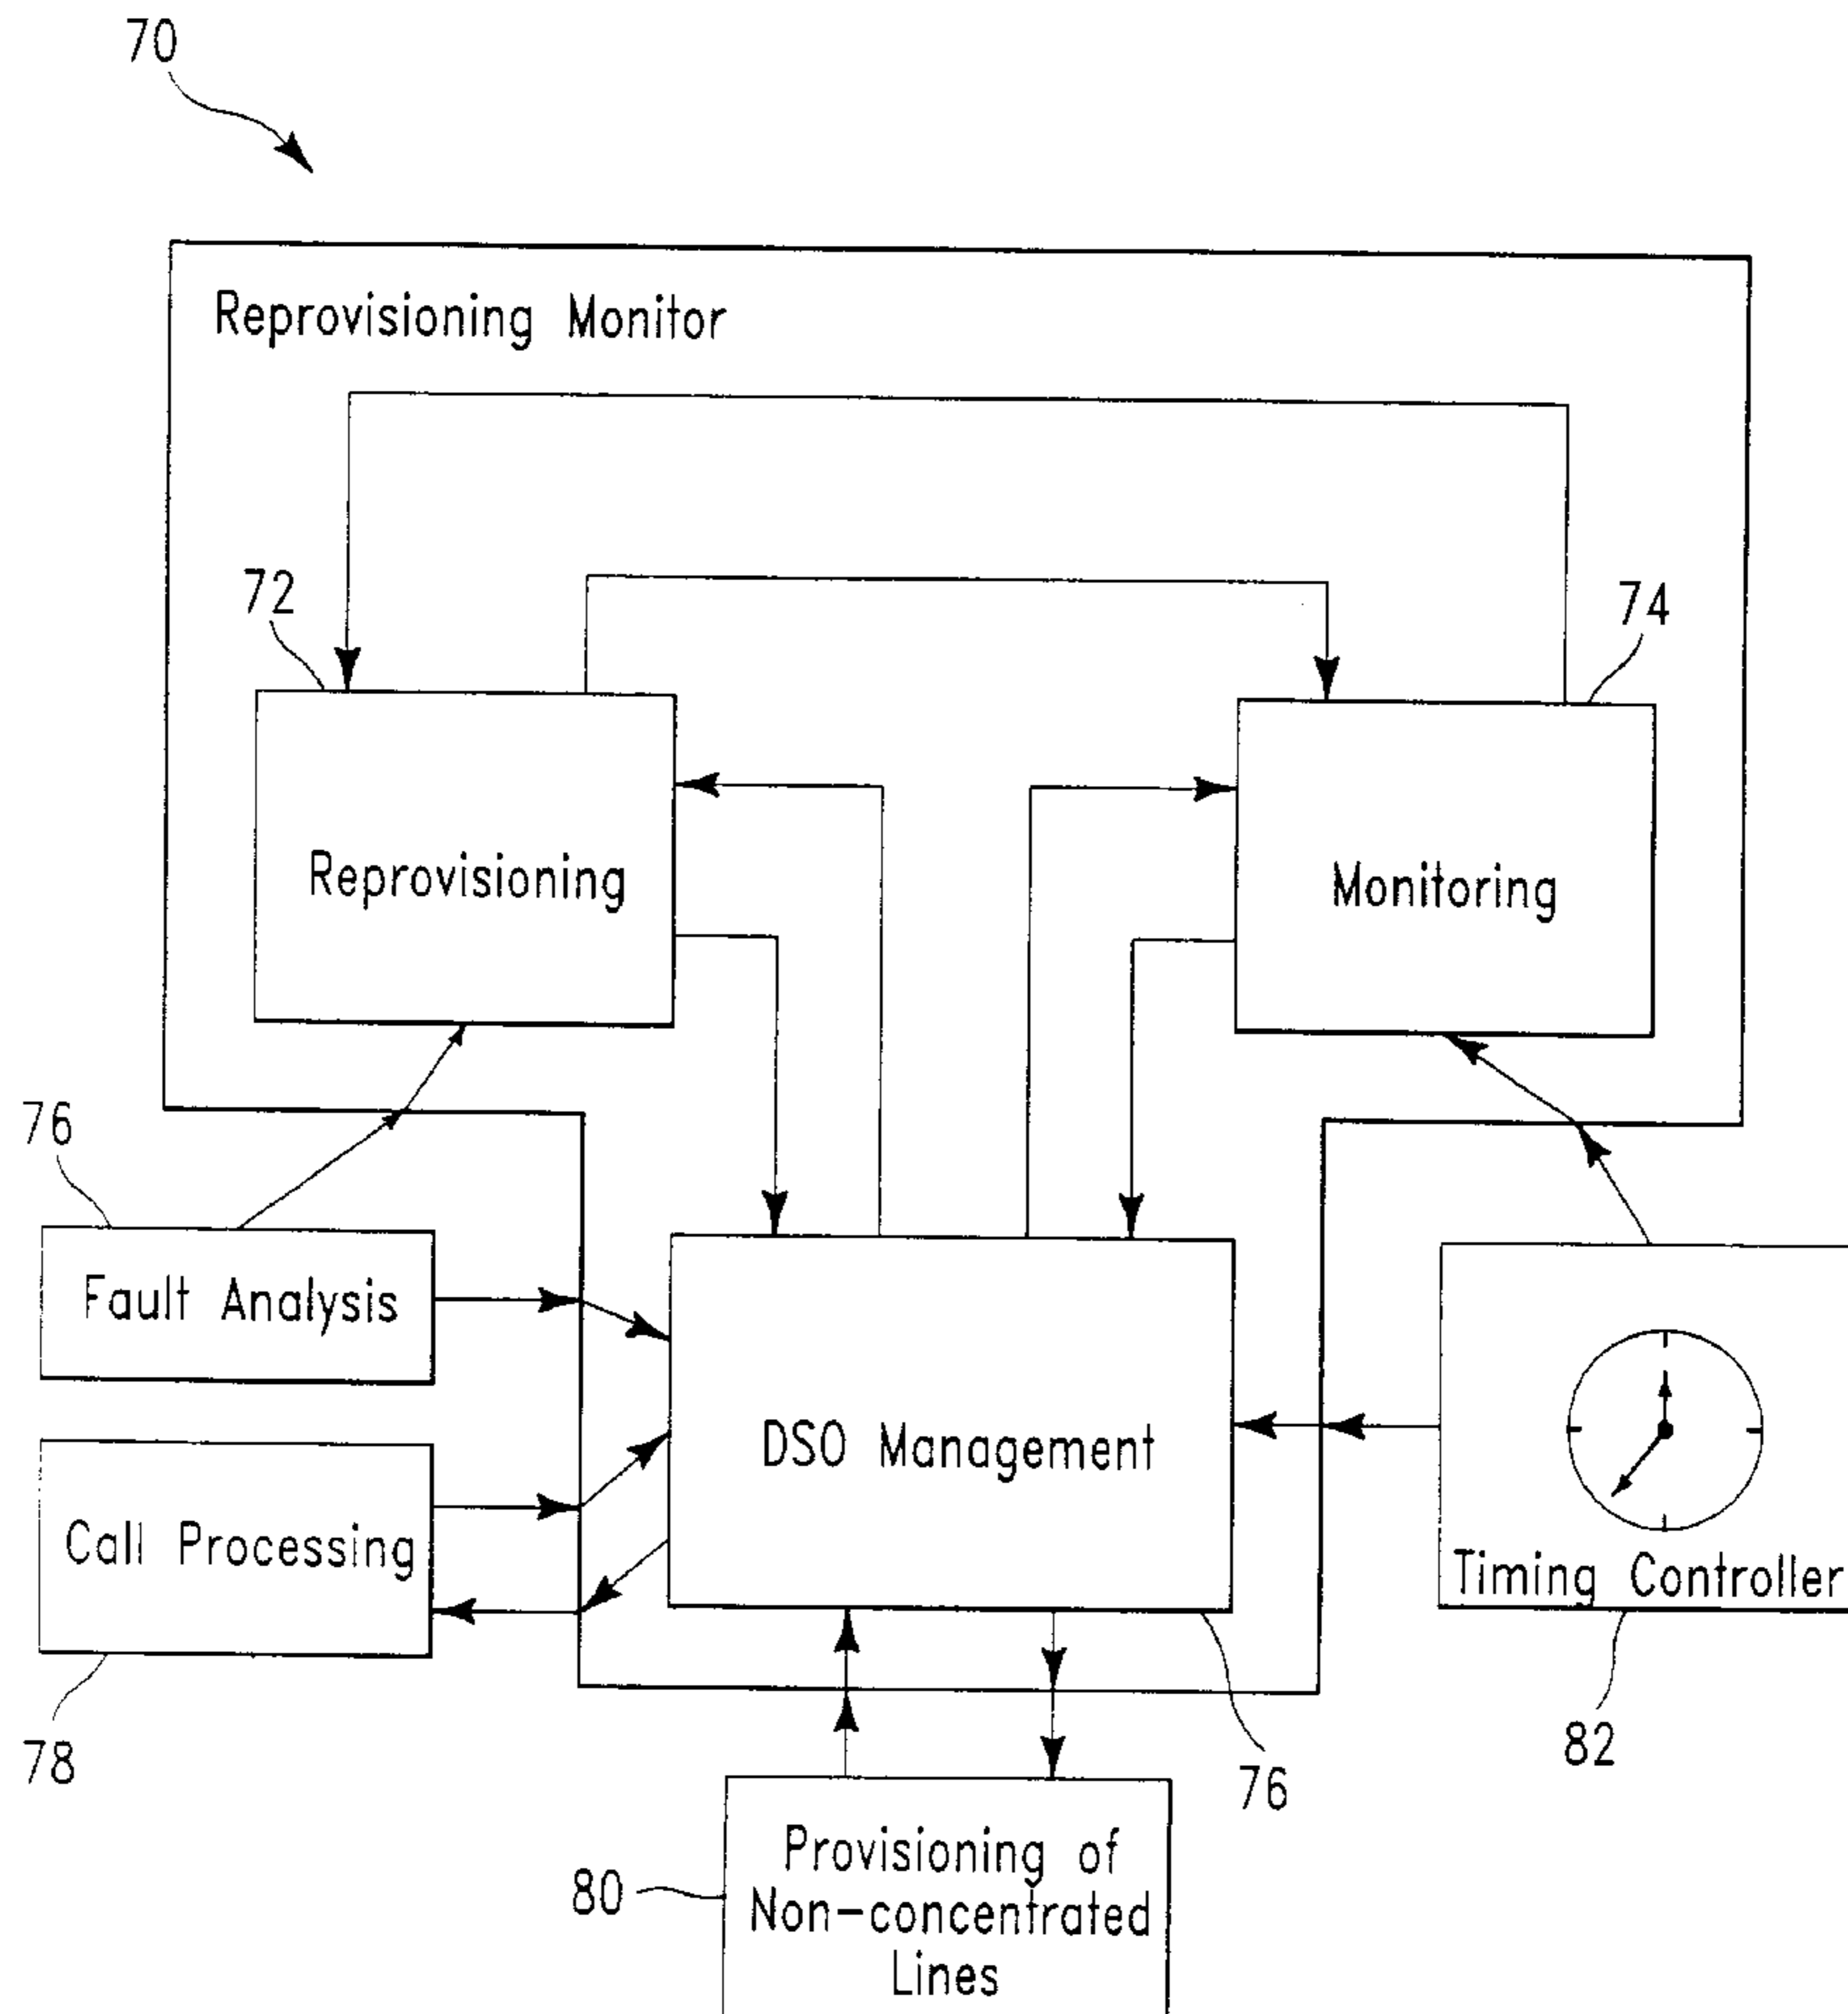 70
Reprovisioning Monitor
72
74
Reprovisioning
Monitoring
76
Fault Analysis
DSO Management
Call Processing
Timing Controller
78
76
82
80
Provisioning of
Non-concentrated
Lines